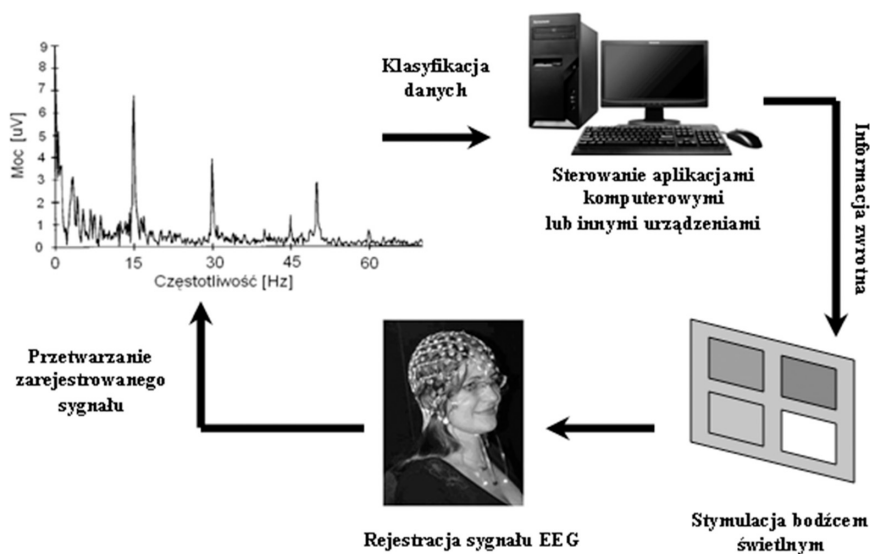 9
8
7
6
5
4
3
2
1
0
Moc [uV]
0 15 30 45 60
Częstotliwość [Hz]
Klasyfikacja
danych
Sterowanie aplikacjami
komputerowymi
lub innymi urządzeniami
Informacja zwrotna
Stymulacja bodźcem
świetlnym
Rejestracja sygnału EEG
Przetwarzanie
zarejestrowanego
sygnału